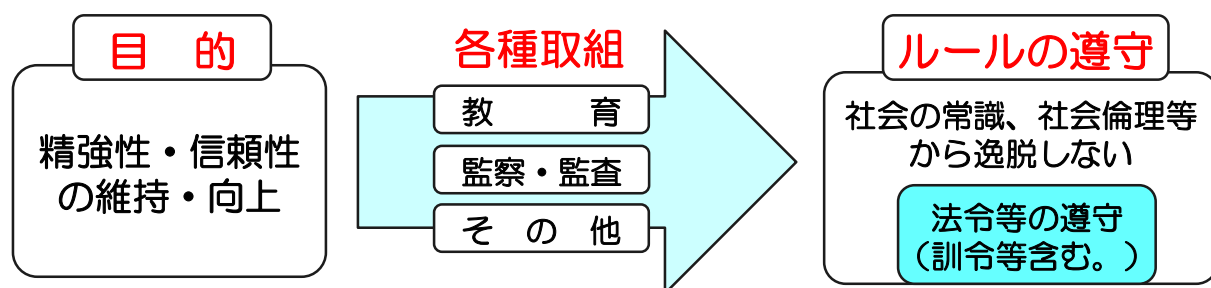 目　的
精強性・信頼性
の維持・向上
各種取組
教　　　育
監察・監査
そ　の　他
ルールの遵守
社会の常識、社会倫理等
から逸脱しない
法令等の遵守
（訓令等含む。）